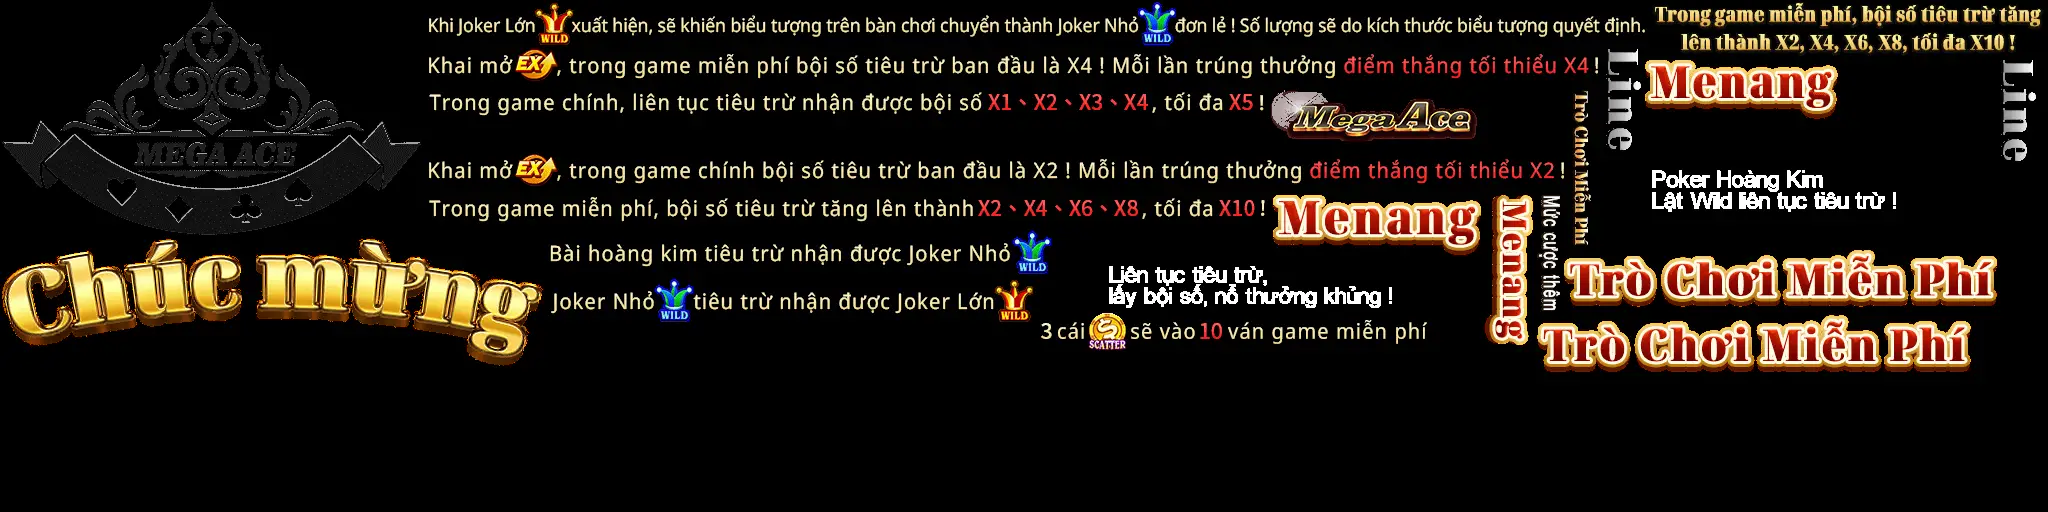 MEGA ACE
Chúc mừng
Khi Joker Lớn WILD xuất hiện, sẽ khiến biểu tượng trên bàn chơi chuyển thành Joker Nhỏ WILD đơn lẻ ! Số lượng sẽ do kích thước biểu tượng quyết định.
Khai mở EX, trong game miễn phí bội số tiêu trừ ban đầu là X4 ! Mỗi lần trúng thưởng điểm thắng tối thiểu X4 !
Trong game chính, liên tục tiêu trừ nhận được bội số X1、X2、X3、X4, tối đa X5 !
Mega Ace
Khai mở EX, trong game chính bội số tiêu trừ ban đầu là X2 ! Mỗi lần trúng thưởng điểm thắng tối thiểu X2 !
Trong game miễn phí, bội số tiêu trừ tăng lên thành X2、X4、X6、X8, tối đa X10 !
Menang
Bài hoàng kim tiêu trừ nhận được Joker Nhỏ WILD
Joker Nhỏ WILD tiêu trừ nhận được Joker Lớn WILD
Liên tục tiêu trừ,
lấy bội số, nổ thưởng khủng !
3 cái SCATTER sẽ vào 10 ván game miễn phí
Menang
Mức cược thêm
Trò Chơi Miễn Phí
Line
Trong game miễn phí, bội số tiêu trừ tăng
lên thành X2, X4, X6, X8, tối đa X10 !
Menang
Line
Poker Hoàng Kim
Lật Wild liên tục tiêu trừ !
Trò Chơi Miễn Phí
Trò Chơi Miễn Phí